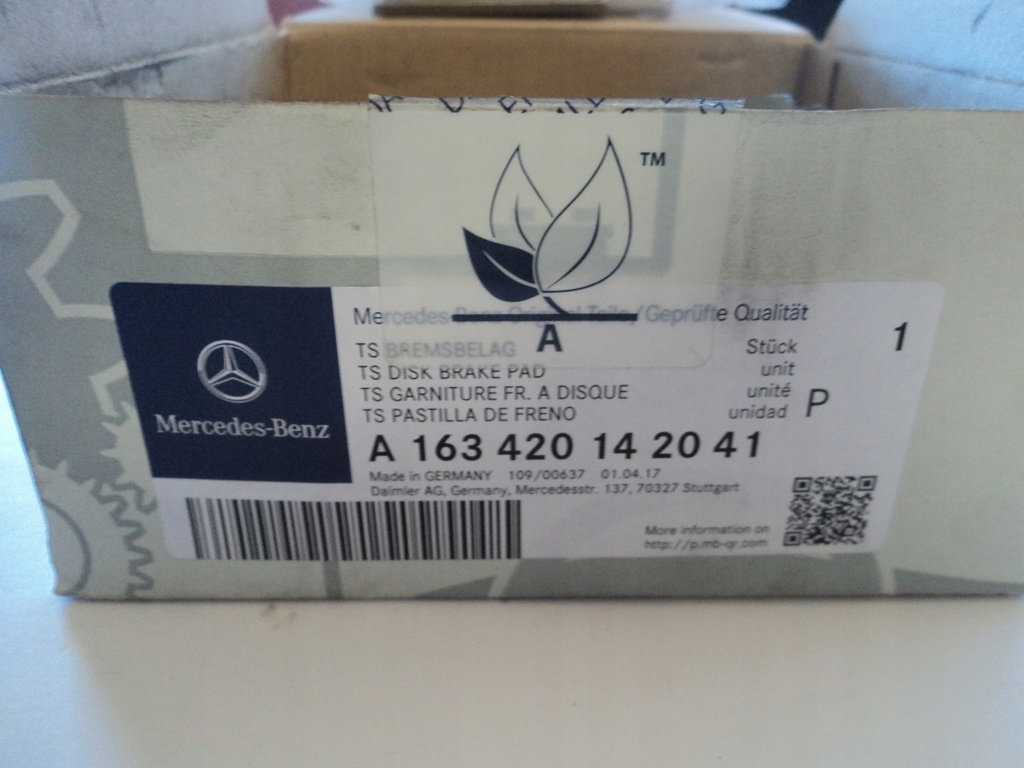 TM
A
Mercedes-Benz Original Teile/Geprüfte Qualität
TS BREMSBELAG
TS DISK BRAKE PAD
TS GARNITURE FR. A DISQUE
TS PASTILLA DE FRENO
Stück
unit
unité
unidad
P
1
A 163 420 14 20 41
Made in GERMANY 109/00637 01.04.17
Daimler AG, Germany, Mercedesstr. 137, 70327 Stuttgart
More information on
http://p.mb-qr.com
Mercedes-Benz